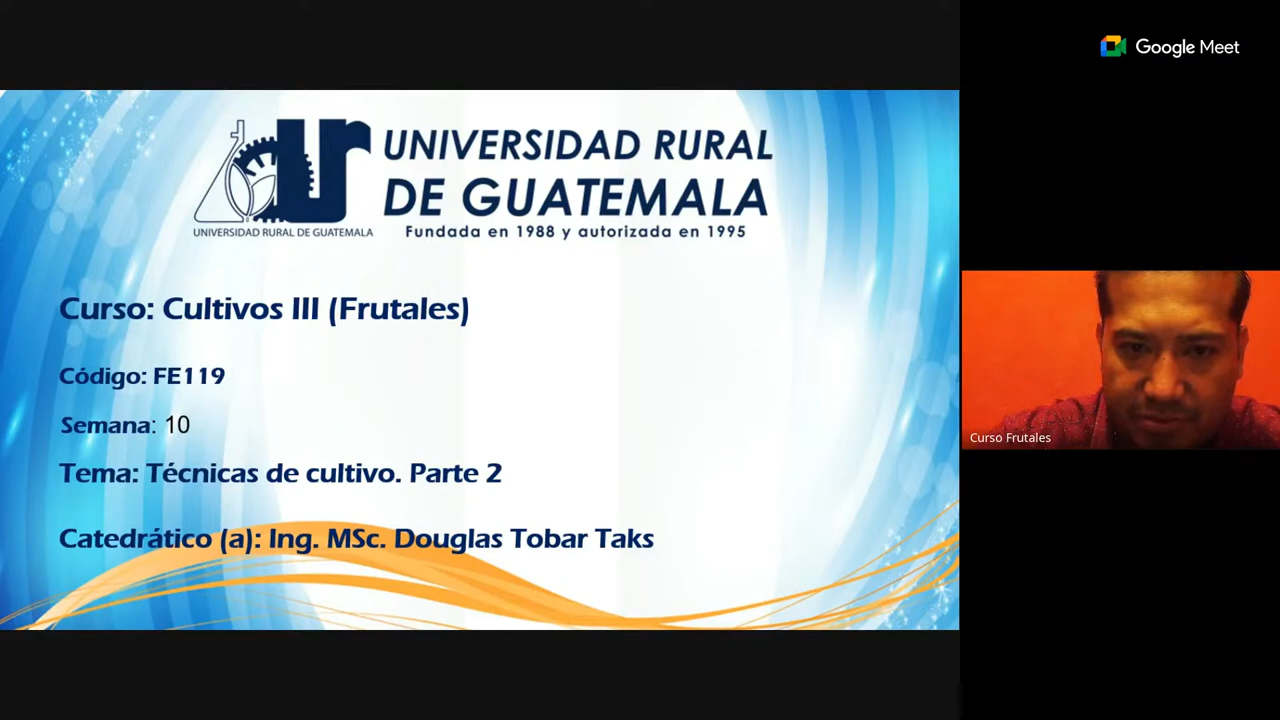 Google Meet
UNIVERSIDAD RURAL
DE GUATEMALA
Fundada en 1988 y autorizada en 1995
UNIVERSIDAD RURAL DE GUATEMALA
Curso: Cultivos III (Frutales)
Código: FE119
Semana: 10
Tema: Técnicas de cultivo. Parte 2
Catedrático (a): Ing. MSc. Douglas Tobar Taks
Curso Frutales